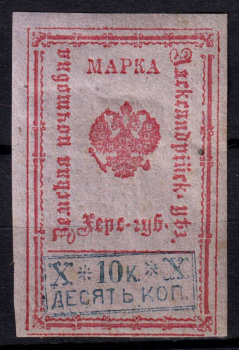 МАРКА
Земская почтовая
Александрійск. уѣз.
Херс. губ.
X * 10 к. * X
ДЕСЯТЬ КОП.